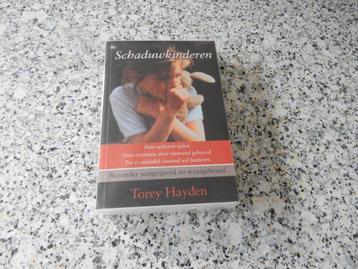 Schaduwkinderen
Drie verloren zielen
Drie stemmen door niemand gehoord
Tot er eindelijk iemand wil luisteren
Bijzonder aangrijpend en waargebeurd
Torey Hayden